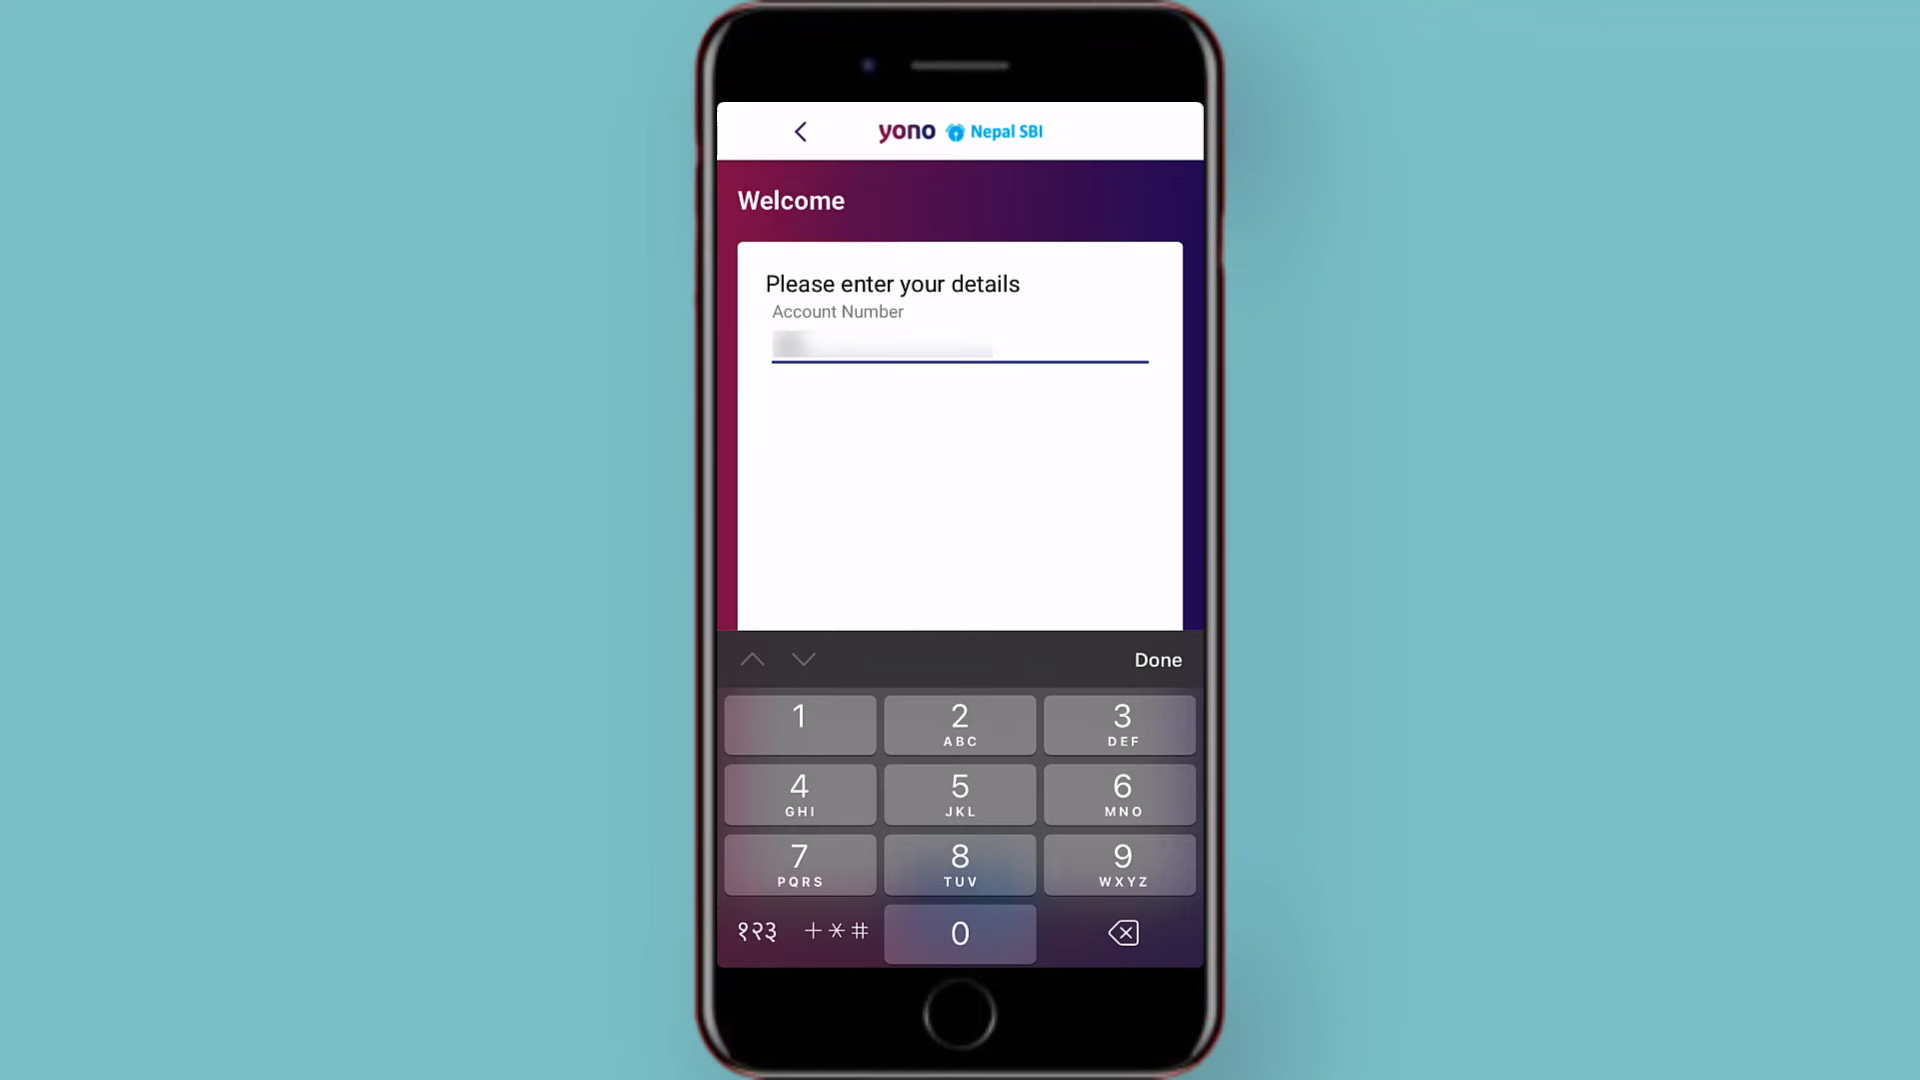 yono Nepal SBI
Welcome
Please enter your details
Account Number
Done
1 2 3
ABC DEF
4 5 6
GHI JKL MNO
7 8 9
PQRS TUV WXYZ
१२३ +*# 0